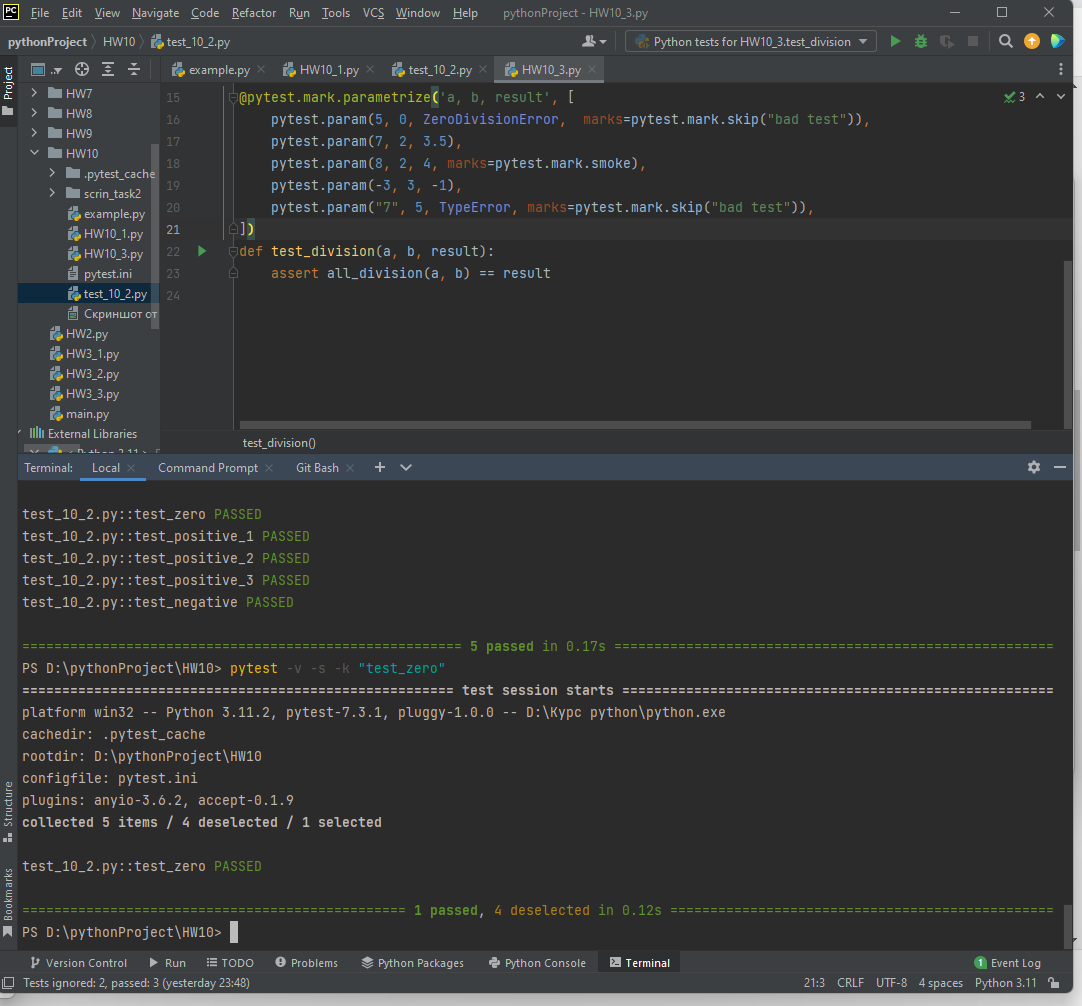 PC File Edit View Navigate Code Refactor Run Tools VCS Window Help pythonProject - HW10_3.py
pythonProject HW10 test_10_2.py Python tests for HW10_3.test_division
Project
example.py HW10_1.py test_10_2.py HW10_3.py
HW7
HW8
HW9
HW10
.pytest_cache
scrin_task2
example.py
HW10_1.py
HW10_3.py
pytest.ini
test_10_2.py
Скриншот от
HW2.py
HW3_1.py
HW3_2.py
HW3_3.py
main.py
External Libraries
15 @pytest.mark.parametrize('a, b, result', [
16 pytest.param(5, 0, ZeroDivisionError, marks=pytest.mark.skip("bad test")),
17 pytest.param(7, 2, 3.5),
18 pytest.param(8, 2, 4, marks=pytest.mark.smoke),
19 pytest.param(-3, 3, -1),
20 pytest.param("7", 5, TypeError, marks=pytest.mark.skip("bad test")),
21 ])
22 def test_division(a, b, result):
23 assert all_division(a, b) == result
24
3
test_division()
Terminal: Local Command Prompt Git Bash
test_10_2.py::test_zero PASSED
test_10_2.py::test_positive_1 PASSED
test_10_2.py::test_positive_2 PASSED
test_10_2.py::test_positive_3 PASSED
test_10_2.py::test_negative PASSED
======================================================= 5 passed in 0.17s =======================================================
PS D:\pythonProject\HW10> pytest -v -s -k "test_zero"
====================================================== test session starts ======================================================
platform win32 -- Python 3.11.2, pytest-7.3.1, pluggy-1.0.0 -- D:\Kypc python\python.exe
cachedir: .pytest_cache
rootdir: D:\pythonProject\HW10
configfile: pytest.ini
plugins: anyio-3.6.2, accept-0.1.9
collected 5 items / 4 deselected / 1 selected
test_10_2.py::test_zero PASSED
================================================ 1 passed, 4 deselected in 0.12s ================================================
PS D:\pythonProject\HW10>
Structure
Bookmarks
Version Control Run TODO Problems Python Packages Python Console Terminal 1 Event Log
Tests ignored: 2, passed: 3 (yesterday 23:48) 21:3 CRLF UTF-8 4 spaces Python 3.11